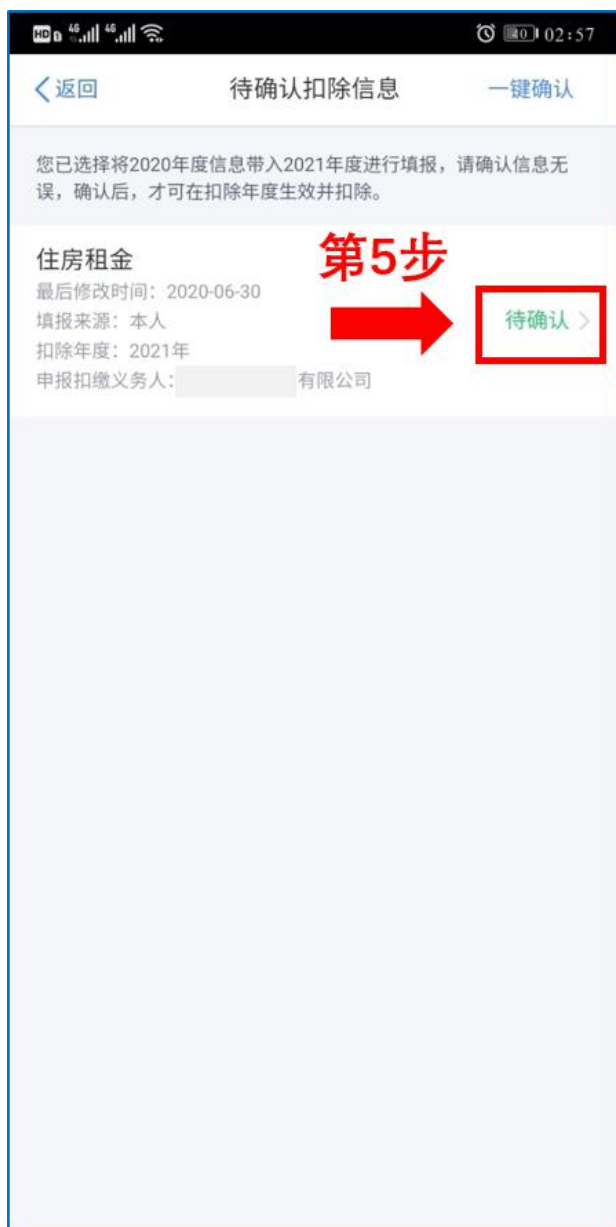 HD 4G 4G 40 02:57
返回 待确认扣除信息 一键确认
您已选择将2020年度信息带入2021年度进行填报，请确认信息无
误，确认后，才可在扣除年度生效并扣除。
住房租金
第5步
最后修改时间：2020-06-30
填报来源：本人
待确认
扣除年度：2021年
申报扣缴义务人： 有限公司